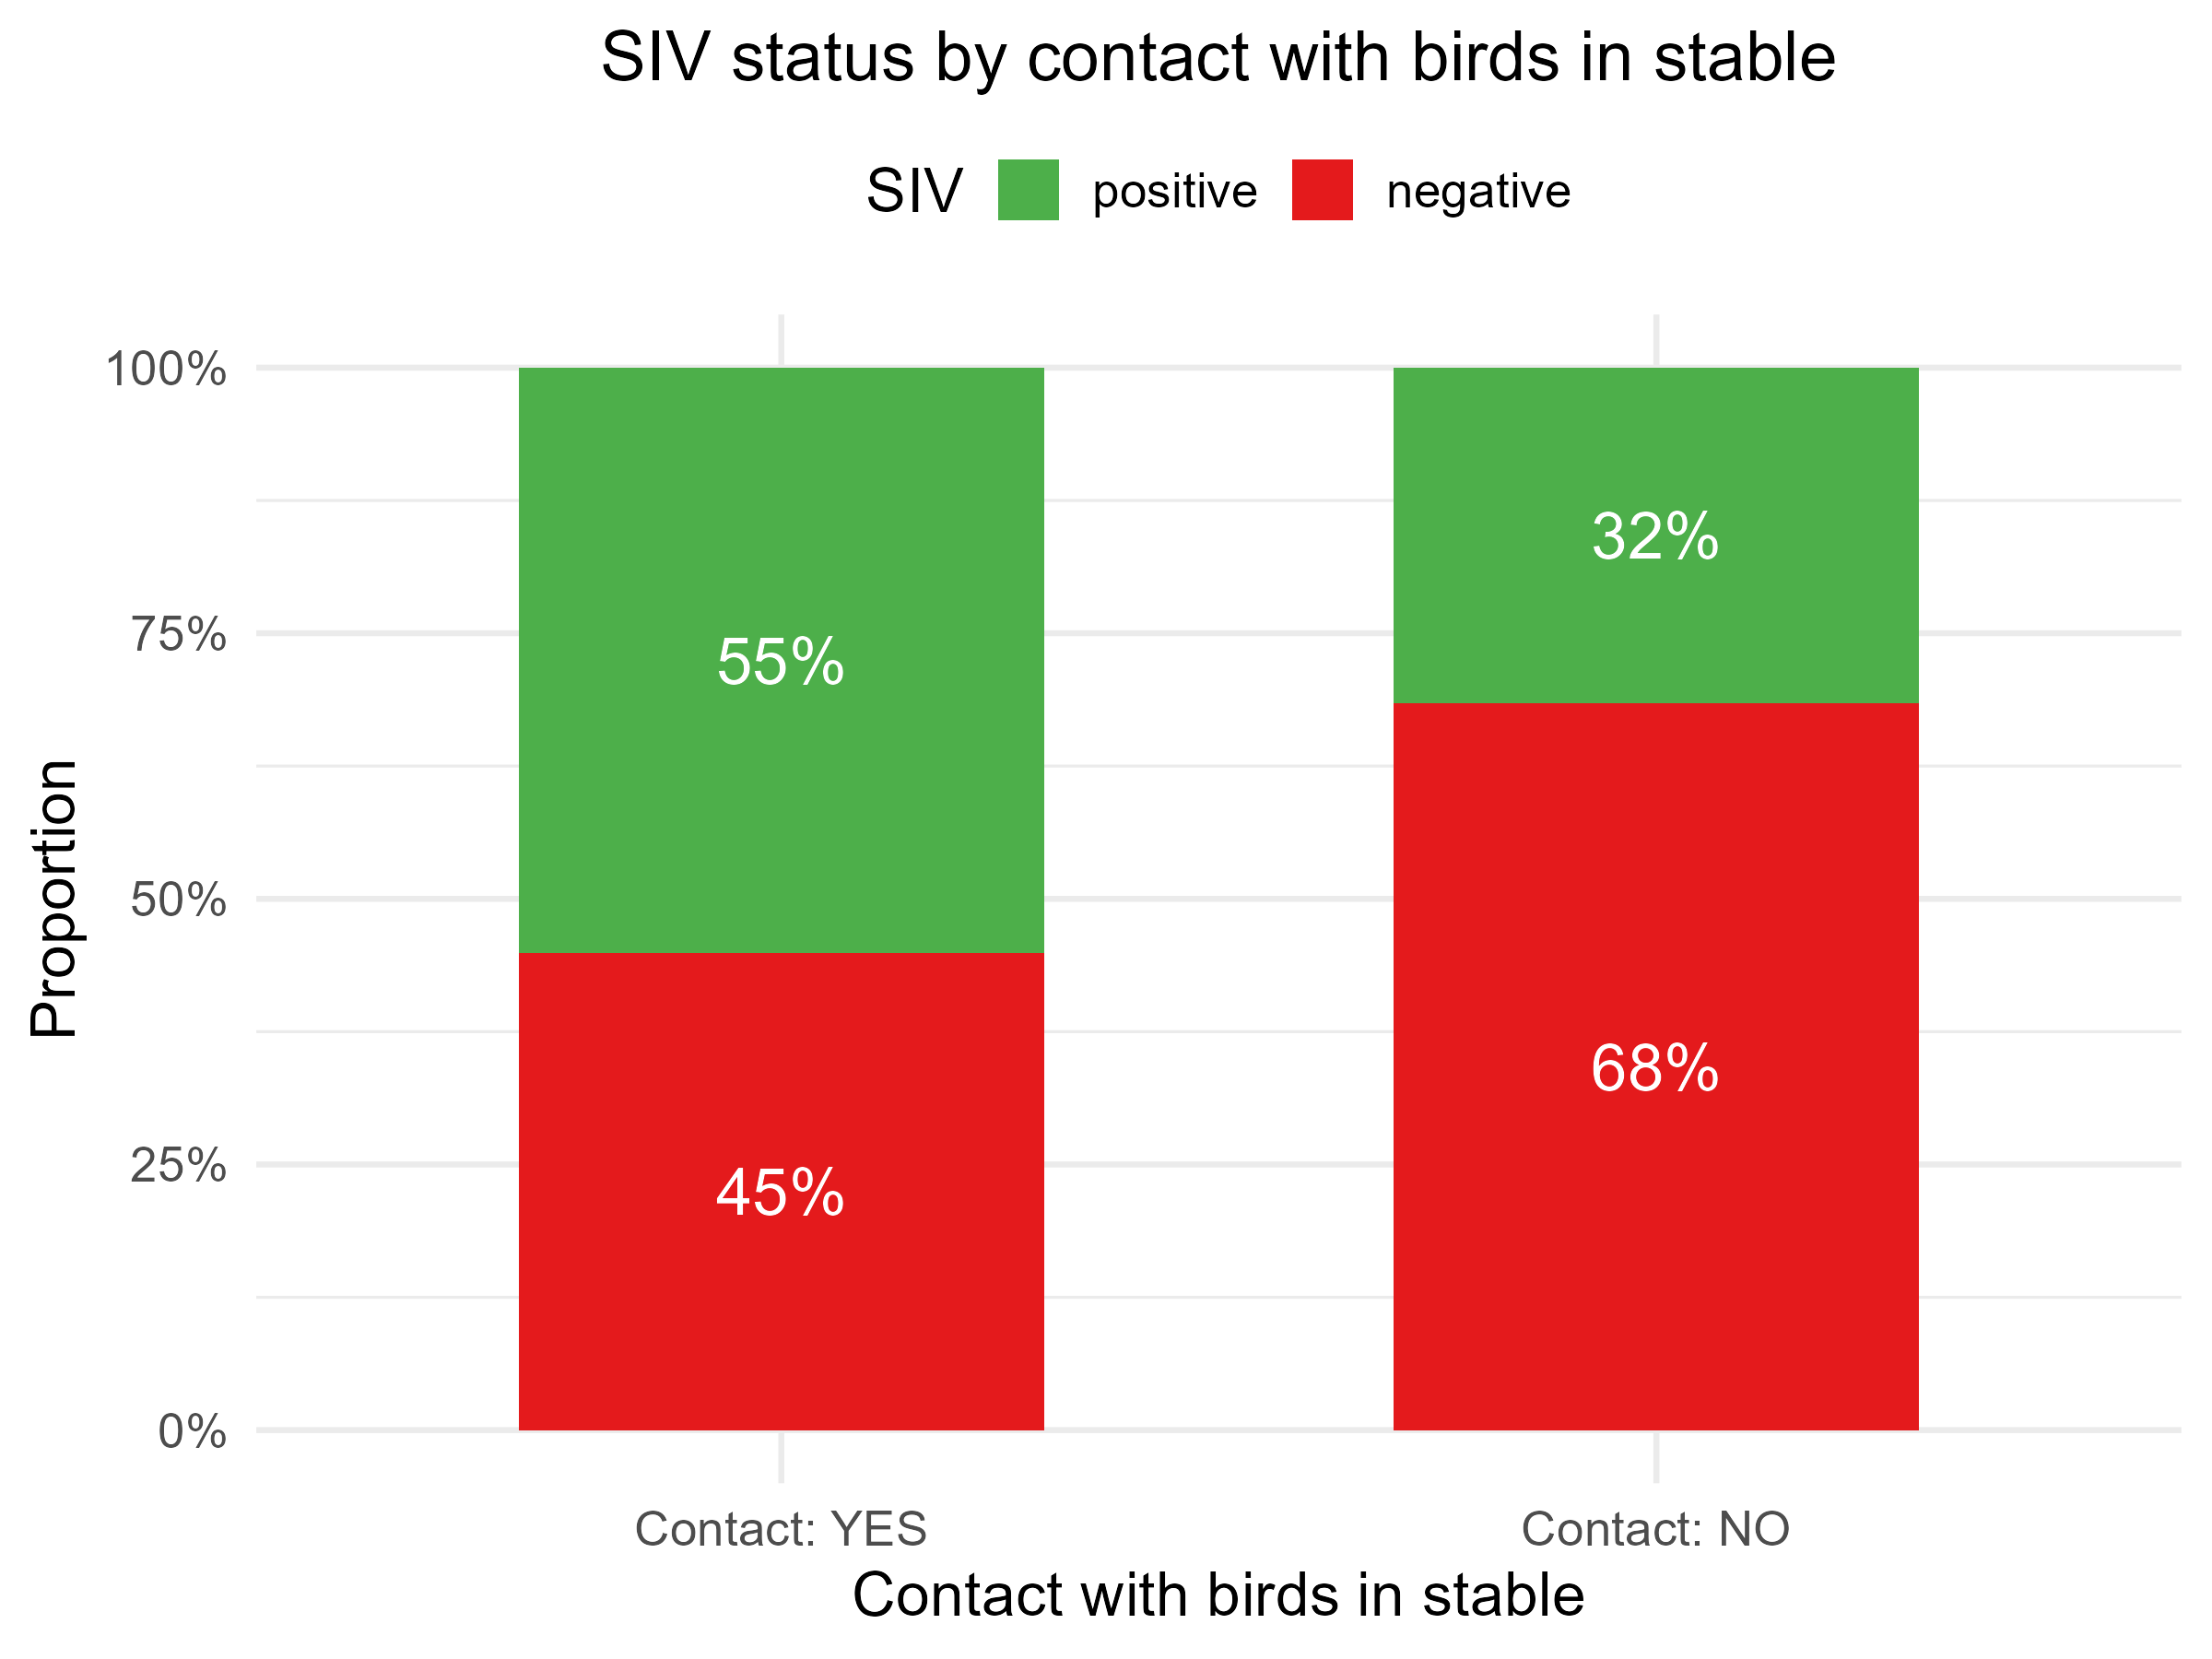 SIV status by contact with birds in stable
SIV positive negative
100%
75%
50%
25%
0%
Proportion
55%
45%
32%
68%
Contact: YES Contact: NO
Contact with birds in stable